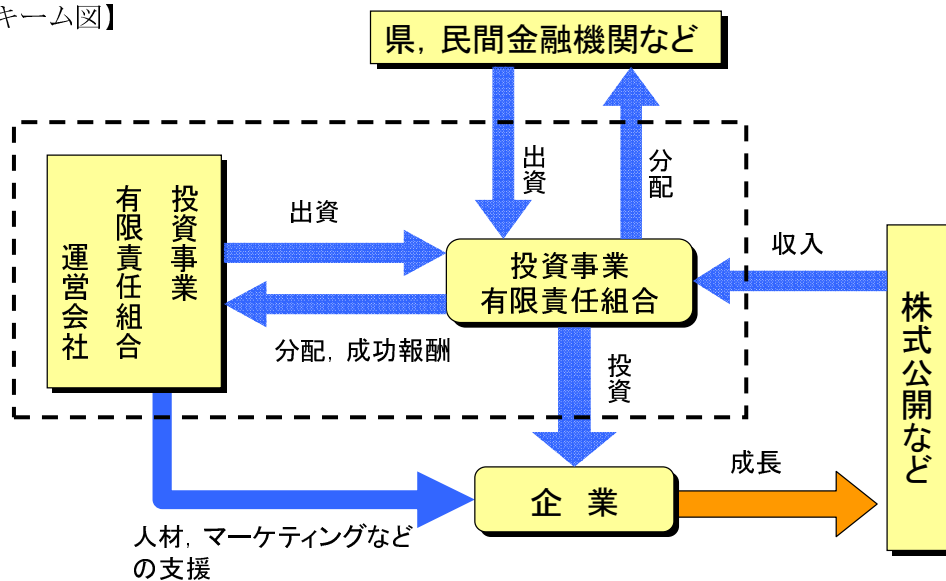 キーム図】
県，民間金融機関など
出資
分配
投資事業
有限責任組合
運営会社
出資
分配，成功報酬
投資事業
有限責任組合
収入
株式公開など
投資
企　業
成長
人材，マーケティングなど
の支援